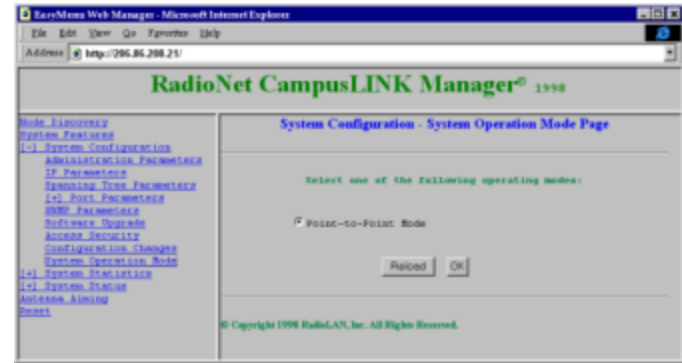 EasyMenu Web Manager - Microsoft Internet Explorer
File Edit View Go Favorites Help
Address http://206.86.208.21/
RadioNet CampusLINK Manager© 1998
Node Discovery
System Features
[-] System Configuration
Administration Parameters
IP Parameters
Spanning Tree Parameters
[+] Port Parameters
SNMP Parameters
Software Upgrade
Access Security
Configuration Changes
System Operation Mode
[+] System Statistics
[+] System Status
Antenna Aiming
Reset
System Configuration - System Operation Mode Page
Select one of the following operating modes:
Point-to-Point Mode
Reload OK
© Copyright 1998 RadioLAN, Inc. All Rights Reserved.